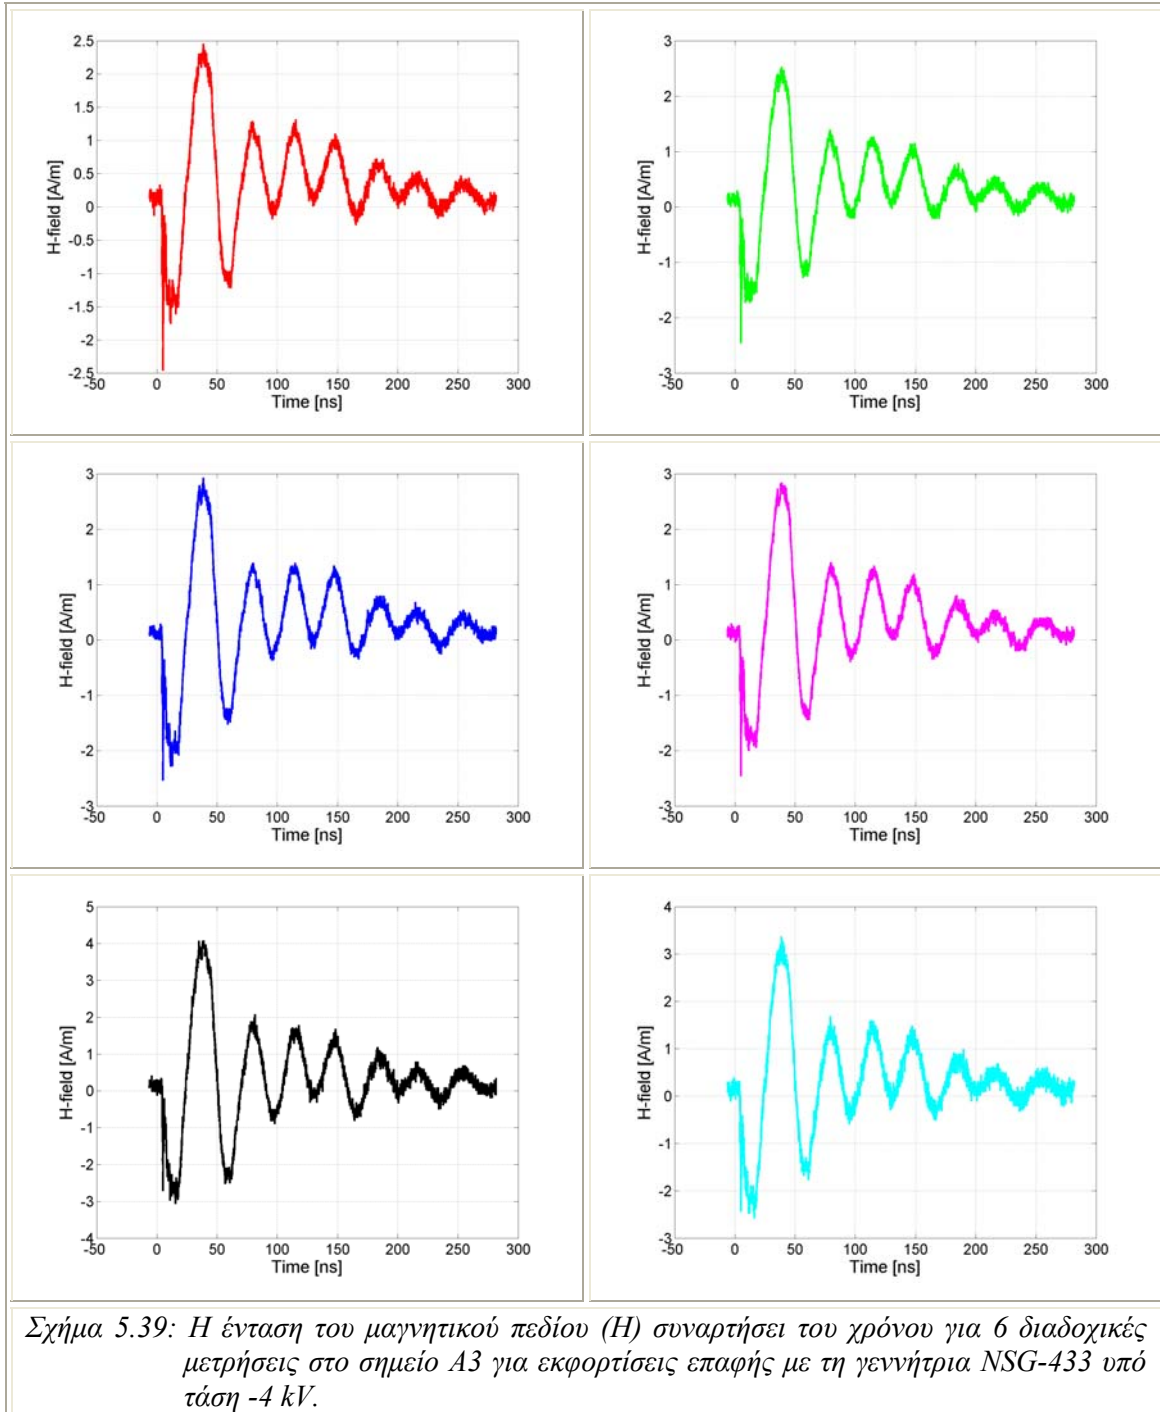 2.5
2
1.5
1
0.5
0
-0.5
-1
-1.5
-2
-2.5
H-field [A/m]
-50 0 50 100 150 200 250 300
Time [ns]
3
2
1
0
-1
-2
-3
H-field [A/m]
-50 0 50 100 150 200 250 300
Time [ns]
3
2
1
0
-1
-2
-3
H-field [A/m]
-50 0 50 100 150 200 250 300
Time [ns]
3
2
1
0
-1
-2
-3
H-field [A/m]
-50 0 50 100 150 200 250 300
Time [ns]
5
4
3
2
1
0
-1
-2
-3
-4
H-field [A/m]
-50 0 50 100 150 200 250 300
Time [ns]
4
3
2
1
0
-1
-2
-3
H-field [A/m]
-50 0 50 100 150 200 250 300
Time [ns]
Σχήμα 5.39: Η ένταση του μαγνητικού πεδίου (Η) συναρτήσει του χρόνου για 6 διαδοχικές
μετρήσεις στο σημείο Α3 για εκφορτίσεις επαφής με τη γεννήτρια NSG-433 υπό
τάση -4 kV.